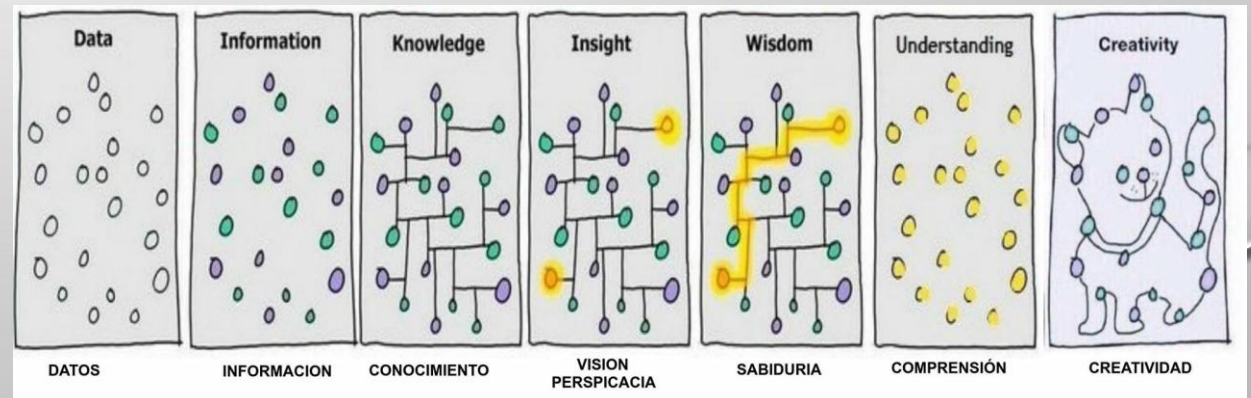 Data
Information
Knowledge
Insight
Wisdom
Understanding
Creativity
DATOS
INFORMACION
CONOCIMIENTO
VISION
PERSPICACIA
SABIDURIA
COMPRENSIÓN
CREATIVIDAD